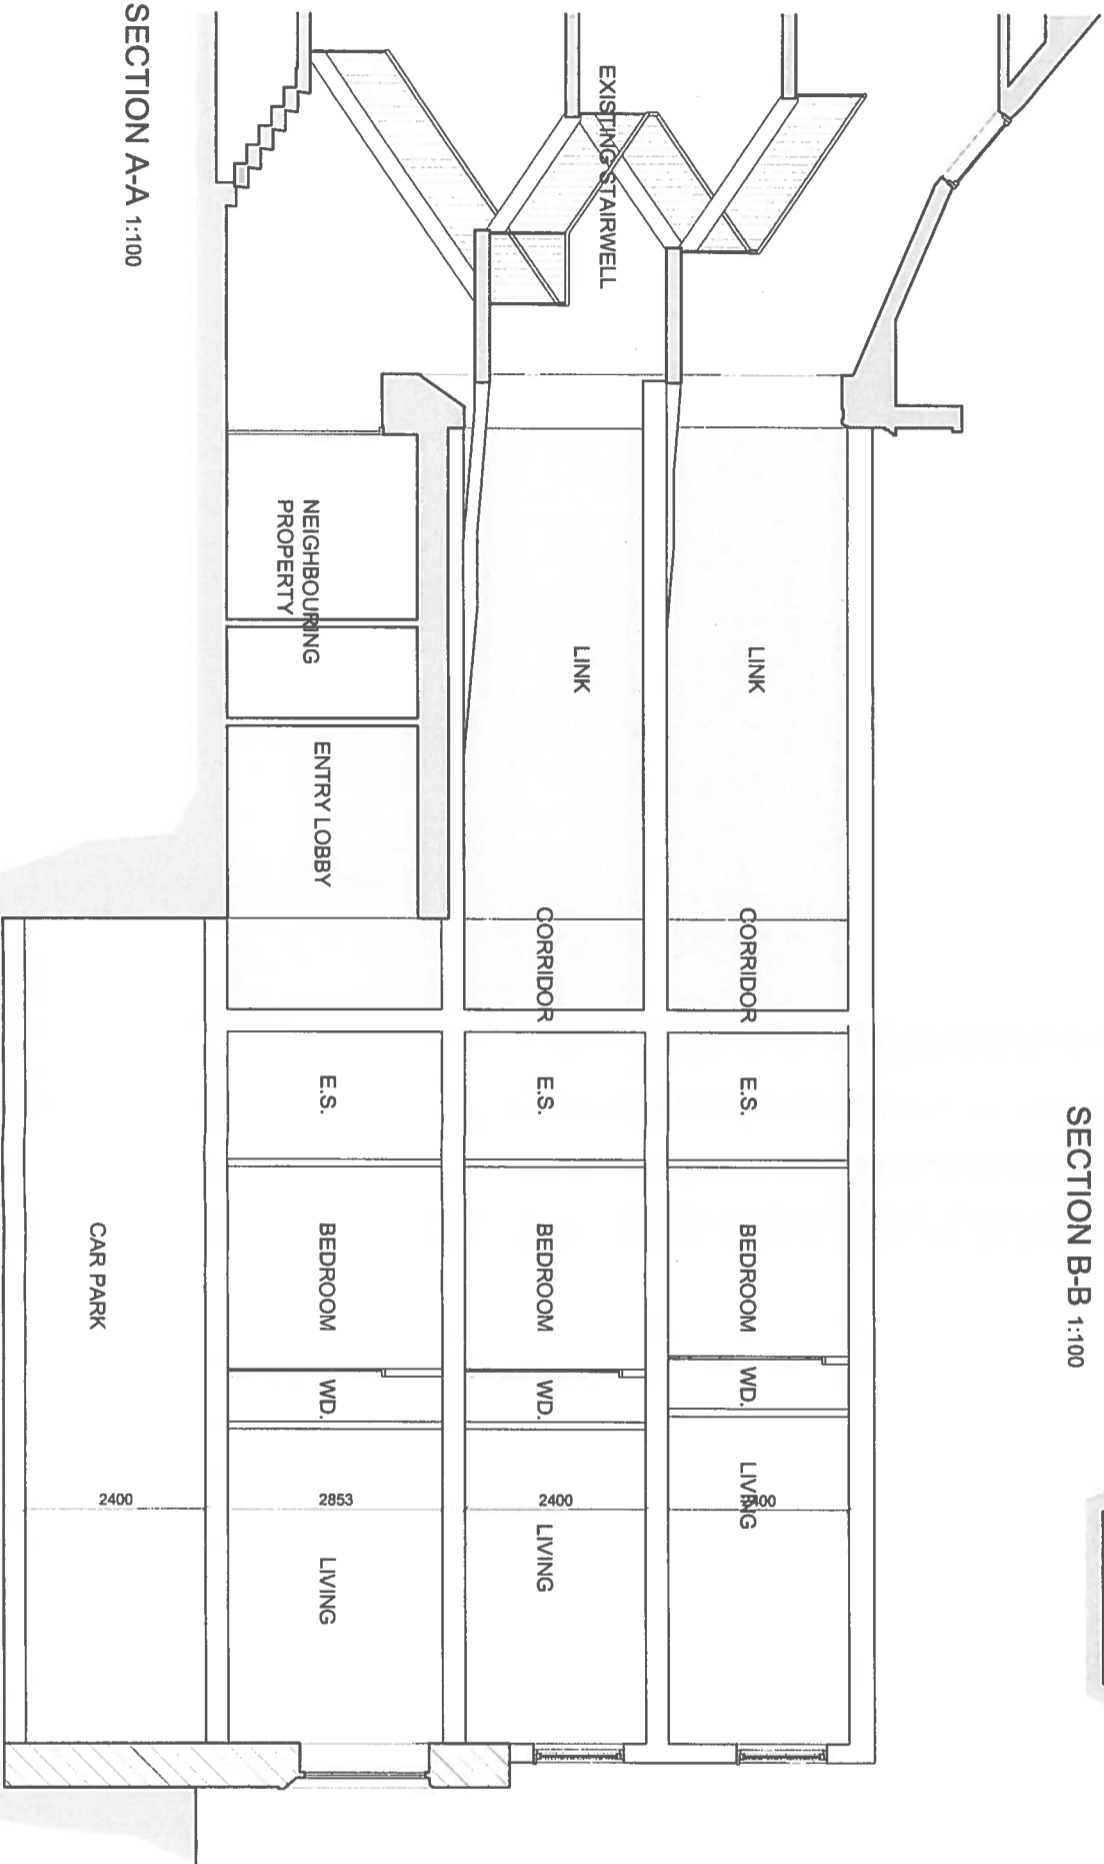 SECTION B-B 1:100
EXISTING STAIRWELL
LINK
CORRIDOR
E.S.
BEDROOM
WD.
LIVING
LINK
CORRIDOR
E.S.
BEDROOM
WD.
2400
LIVING
NEIGHBOURING
PROPERTY
ENTRY LOBBY
E.S.
BEDROOM
WD.
2853
LIVING
CAR PARK
2400
SECTION A-A 1:100